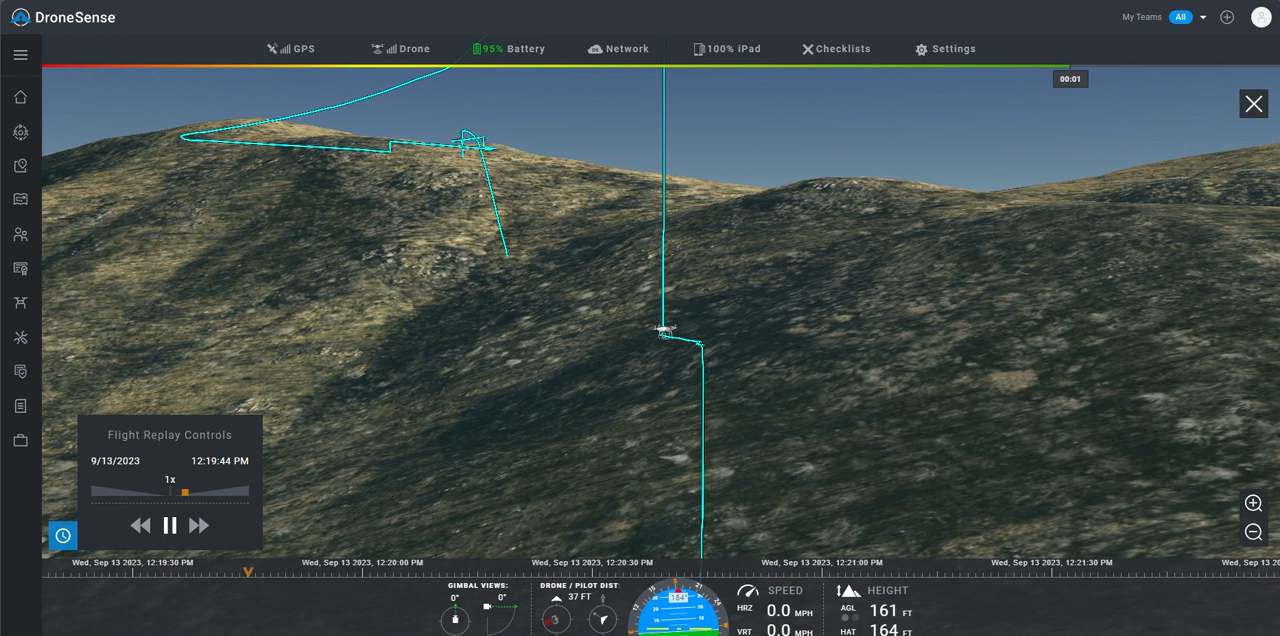 DroneSense
My Teams All
GPS Drone 95% Battery Network 100% iPad Checklists Settings
00:01
Flight Replay Controls
9/13/2023 12:19:44 PM
1x
Wed, Sep 13 2023, 12:19:30 PM Wed, Sep 13 2023, 12:20:00 PM Wed, Sep 13 2023, 12:20:30 PM Wed, Sep 13 2023, 12:21:00 PM Wed, Sep 13 2023, 12:21:30 PM Wed, Sep 13 20
GIMBAL VIEWS: DRONE / PILOT DIST:
0° 0° 37 FT
12 15 S 21 24
184°
SPEED
HRZ 0.0 MPH
VRT 0.0 MPH
HEIGHT
AGL 161 FT
HAT 164 FT